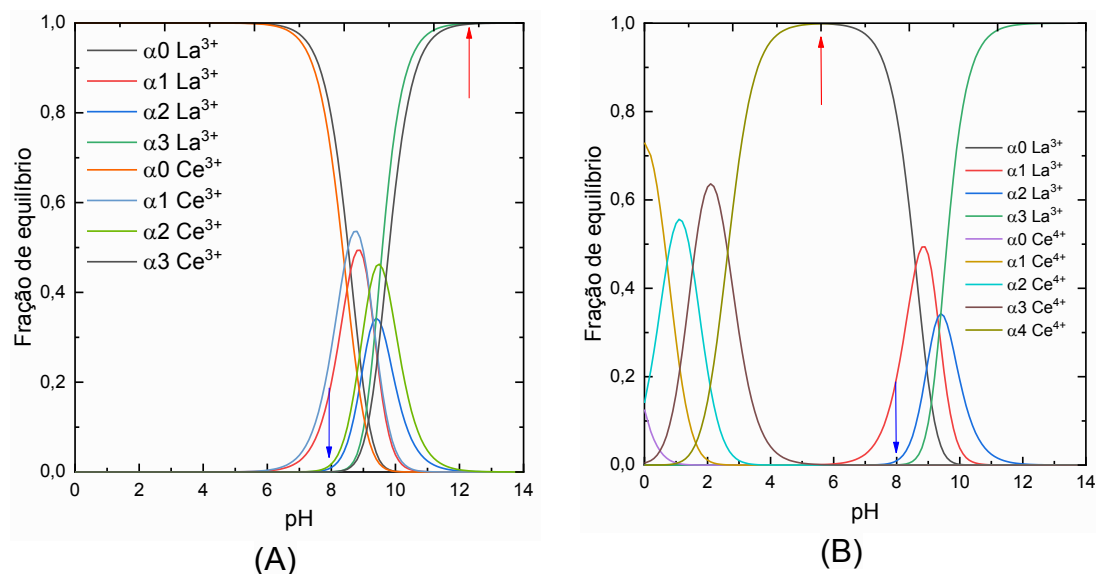 1,0
0,8
0,6
0,4
0,2
0,0
Fração de equilíbrio
α0 La³⁺
α1 La³⁺
α2 La³⁺
α3 La³⁺
α0 Ce³⁺
α1 Ce³⁺
α2 Ce³⁺
α3 Ce³⁺
0 2 4 6 8 10 12 14
pH
(A)
1,0
0,8
0,6
0,4
0,2
0,0
Fração de equilíbrio
α0 La³⁺
α1 La³⁺
α2 La³⁺
α3 La³⁺
α0 Ce⁴⁺
α1 Ce⁴⁺
α2 Ce⁴⁺
α3 Ce⁴⁺
α4 Ce⁴⁺
0 2 4 6 8 10 12 14
pH
(B)